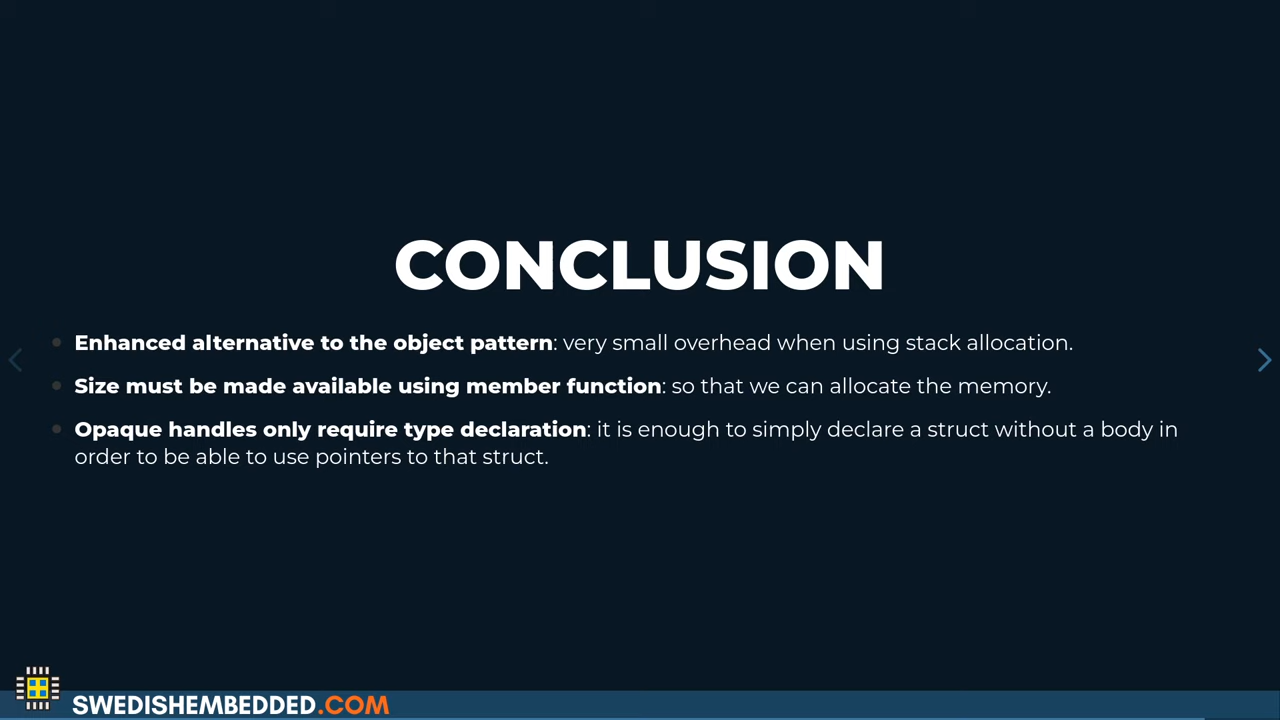 CONCLUSION
Enhanced alternative to the object pattern: very small overhead when using stack allocation.
Size must be made available using member function: so that we can allocate the memory.
Opaque handles only require type declaration: it is enough to simply declare a struct without a body in
order to be able to use pointers to that struct.
SWEDISHEMBEDDED.COM